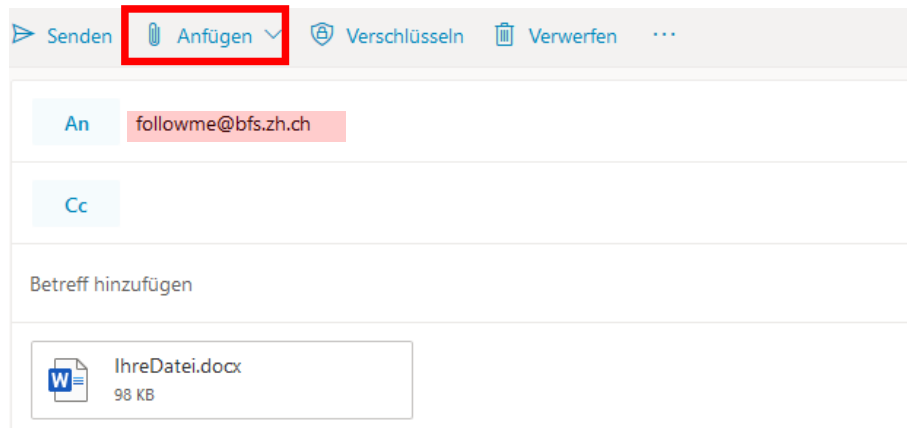 Senden Anfügen Verschlüsseln Verwerfen ...
An followme@bfs.zh.ch
Cc
Betreff hinzufügen
W IhreDatei.docx
98 KB